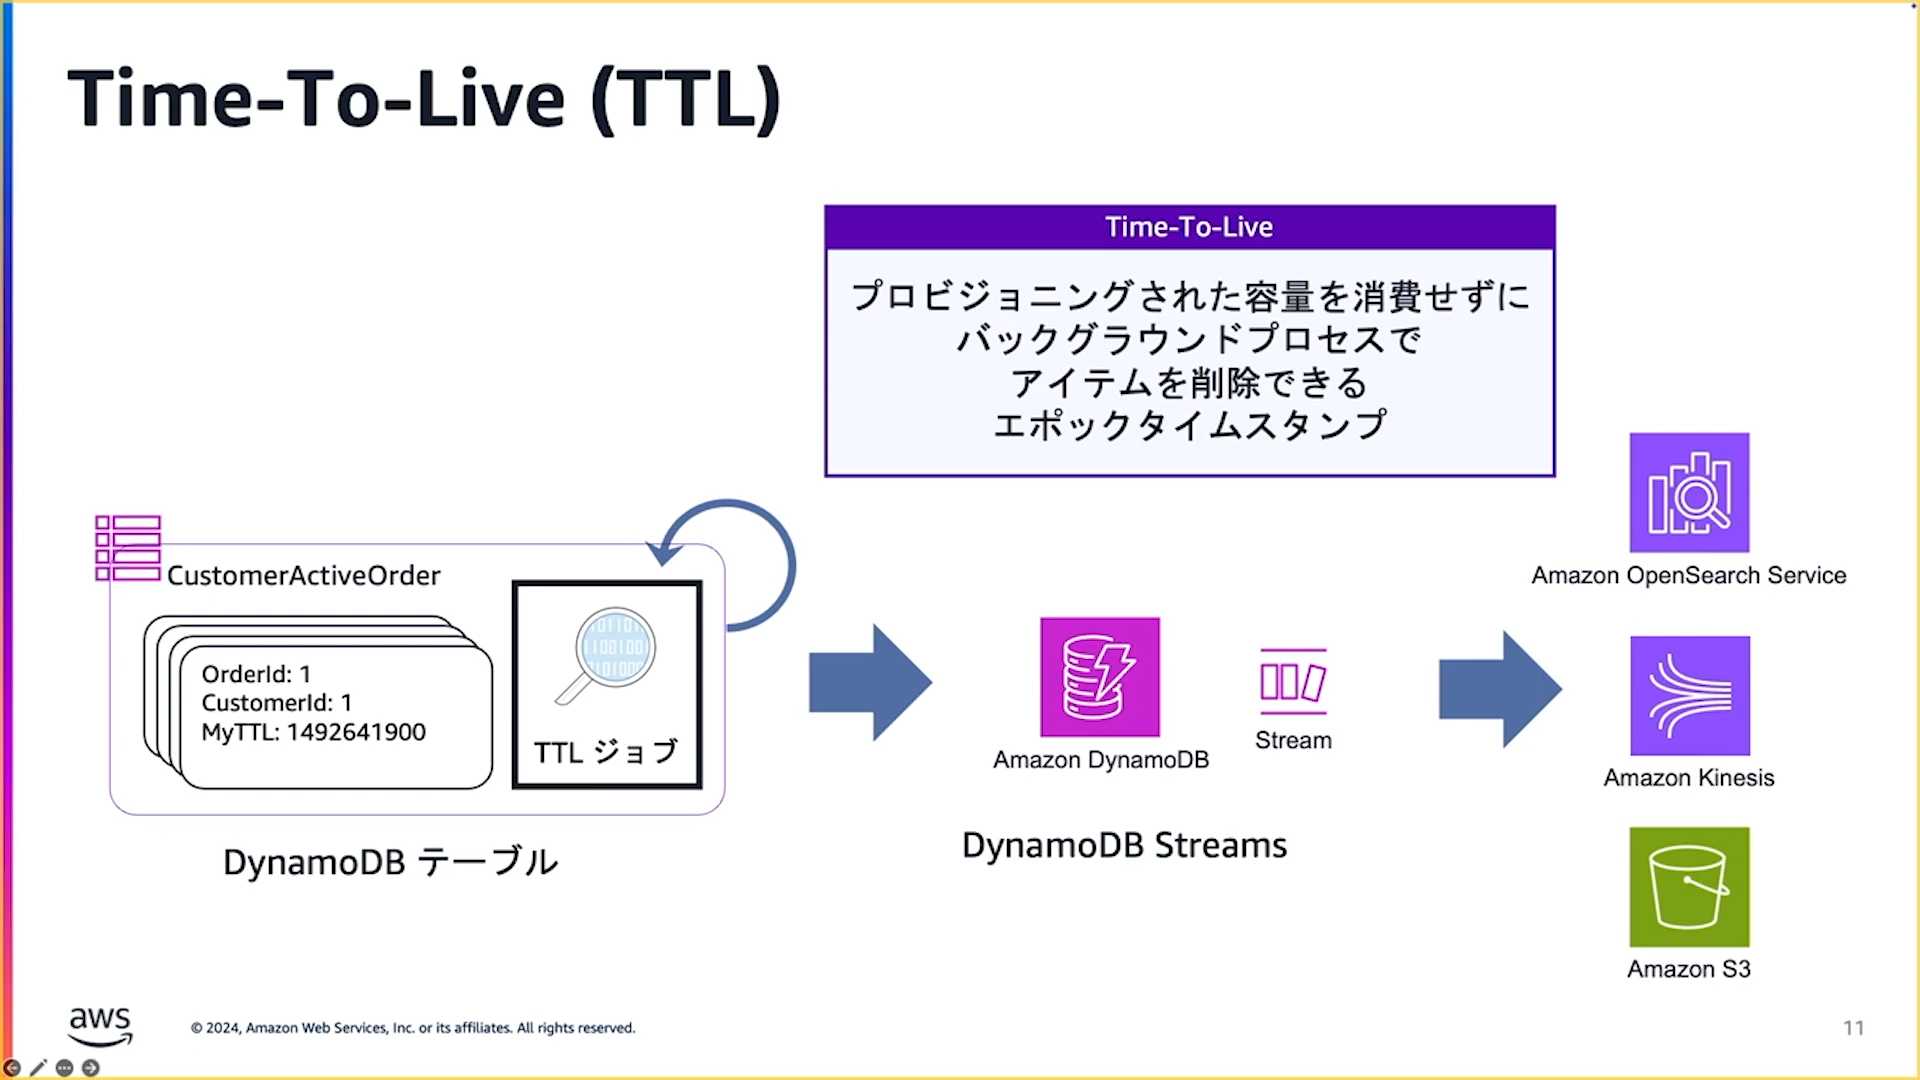 Time-To-Live (TTL)
Time-To-Live
プロビジョニングされた容量を消費せずに
バックグラウンドプロセスで
アイテムを削除できる
エポックタイムスタンプ
CustomerActiveOrder
OrderId: 1
CustomerId: 1
MyTTL: 1492641900
TTL ジョブ
DynamoDB テーブル
Amazon DynamoDB
Stream
DynamoDB Streams
Amazon OpenSearch Service
Amazon Kinesis
Amazon S3
aws
© 2024, Amazon Web Services, Inc. or its affiliates. All rights reserved.
11